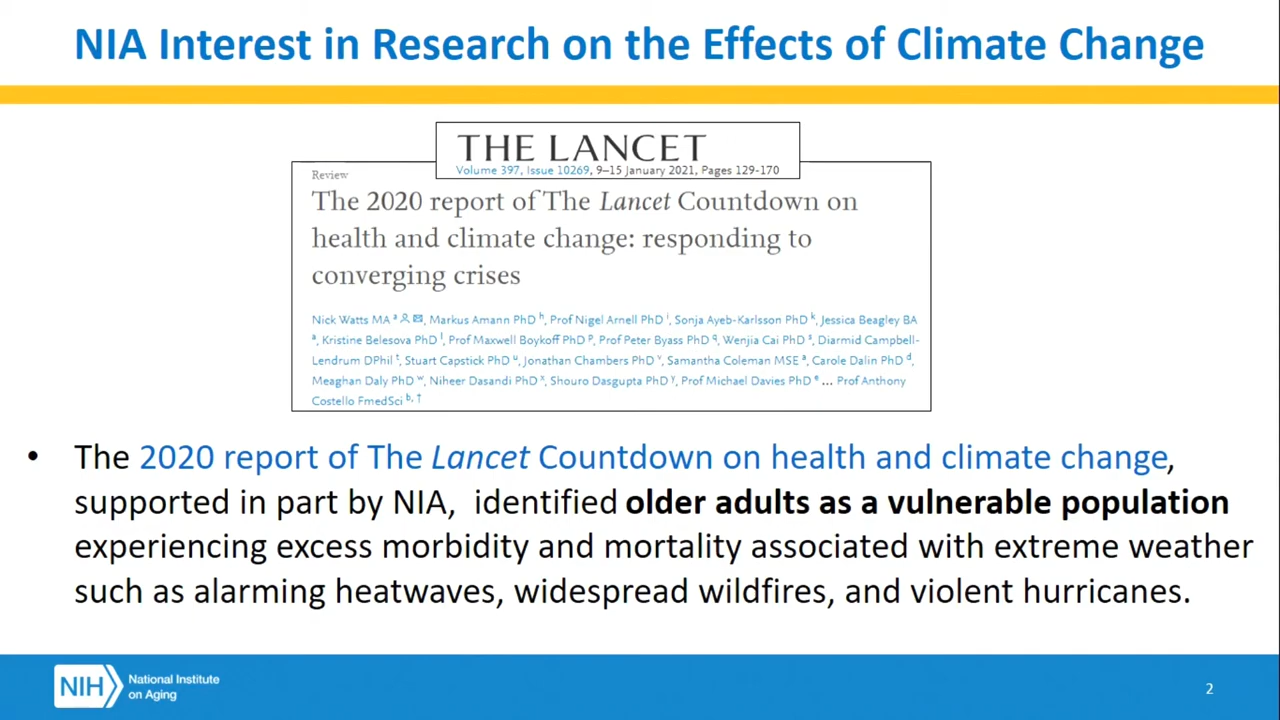 NIA Interest in Research on the Effects of Climate Change
THE LANCET
Volume 397, Issue 10269, 9–15 January 2021, Pages 129-170
Review
The 2020 report of The Lancet Countdown on
health and climate change: responding to
converging crises
Nick Watts MA ᵃ, Markus Amann PhD ʰ, Prof Nigel Arnell PhD ⁱ, Sonja Ayeb-Karlsson PhD ᵏ, Jessica Beagley BA
ᵃ, Kristine Belesova PhD ˡ, Prof Maxwell Boykoff PhD ᵖ, Prof Peter Byass PhD ᑫ, Wenjia Cai PhD ˢ, Diarmid Campbell-
Lendrum DPhil ᵗ, Stuart Capstick PhD ᵘ, Jonathan Chambers PhD ᵛ, Samantha Coleman MSE ᵃ, Carole Dalin PhD ᵈ,
Meaghan Daly PhD ʷ, Niheer Dasandi PhD ˣ, Shouro Dasgupta PhD ʸ, Prof Michael Davies PhD ᵉ ... Prof Anthony
Costello FmedSci ᵇ, †
• The 2020 report of The Lancet Countdown on health and climate change,
supported in part by NIA, identified older adults as a vulnerable population
experiencing excess morbidity and mortality associated with extreme weather
such as alarming heatwaves, widespread wildfires, and violent hurricanes.
NIH National Institute
on Aging
2